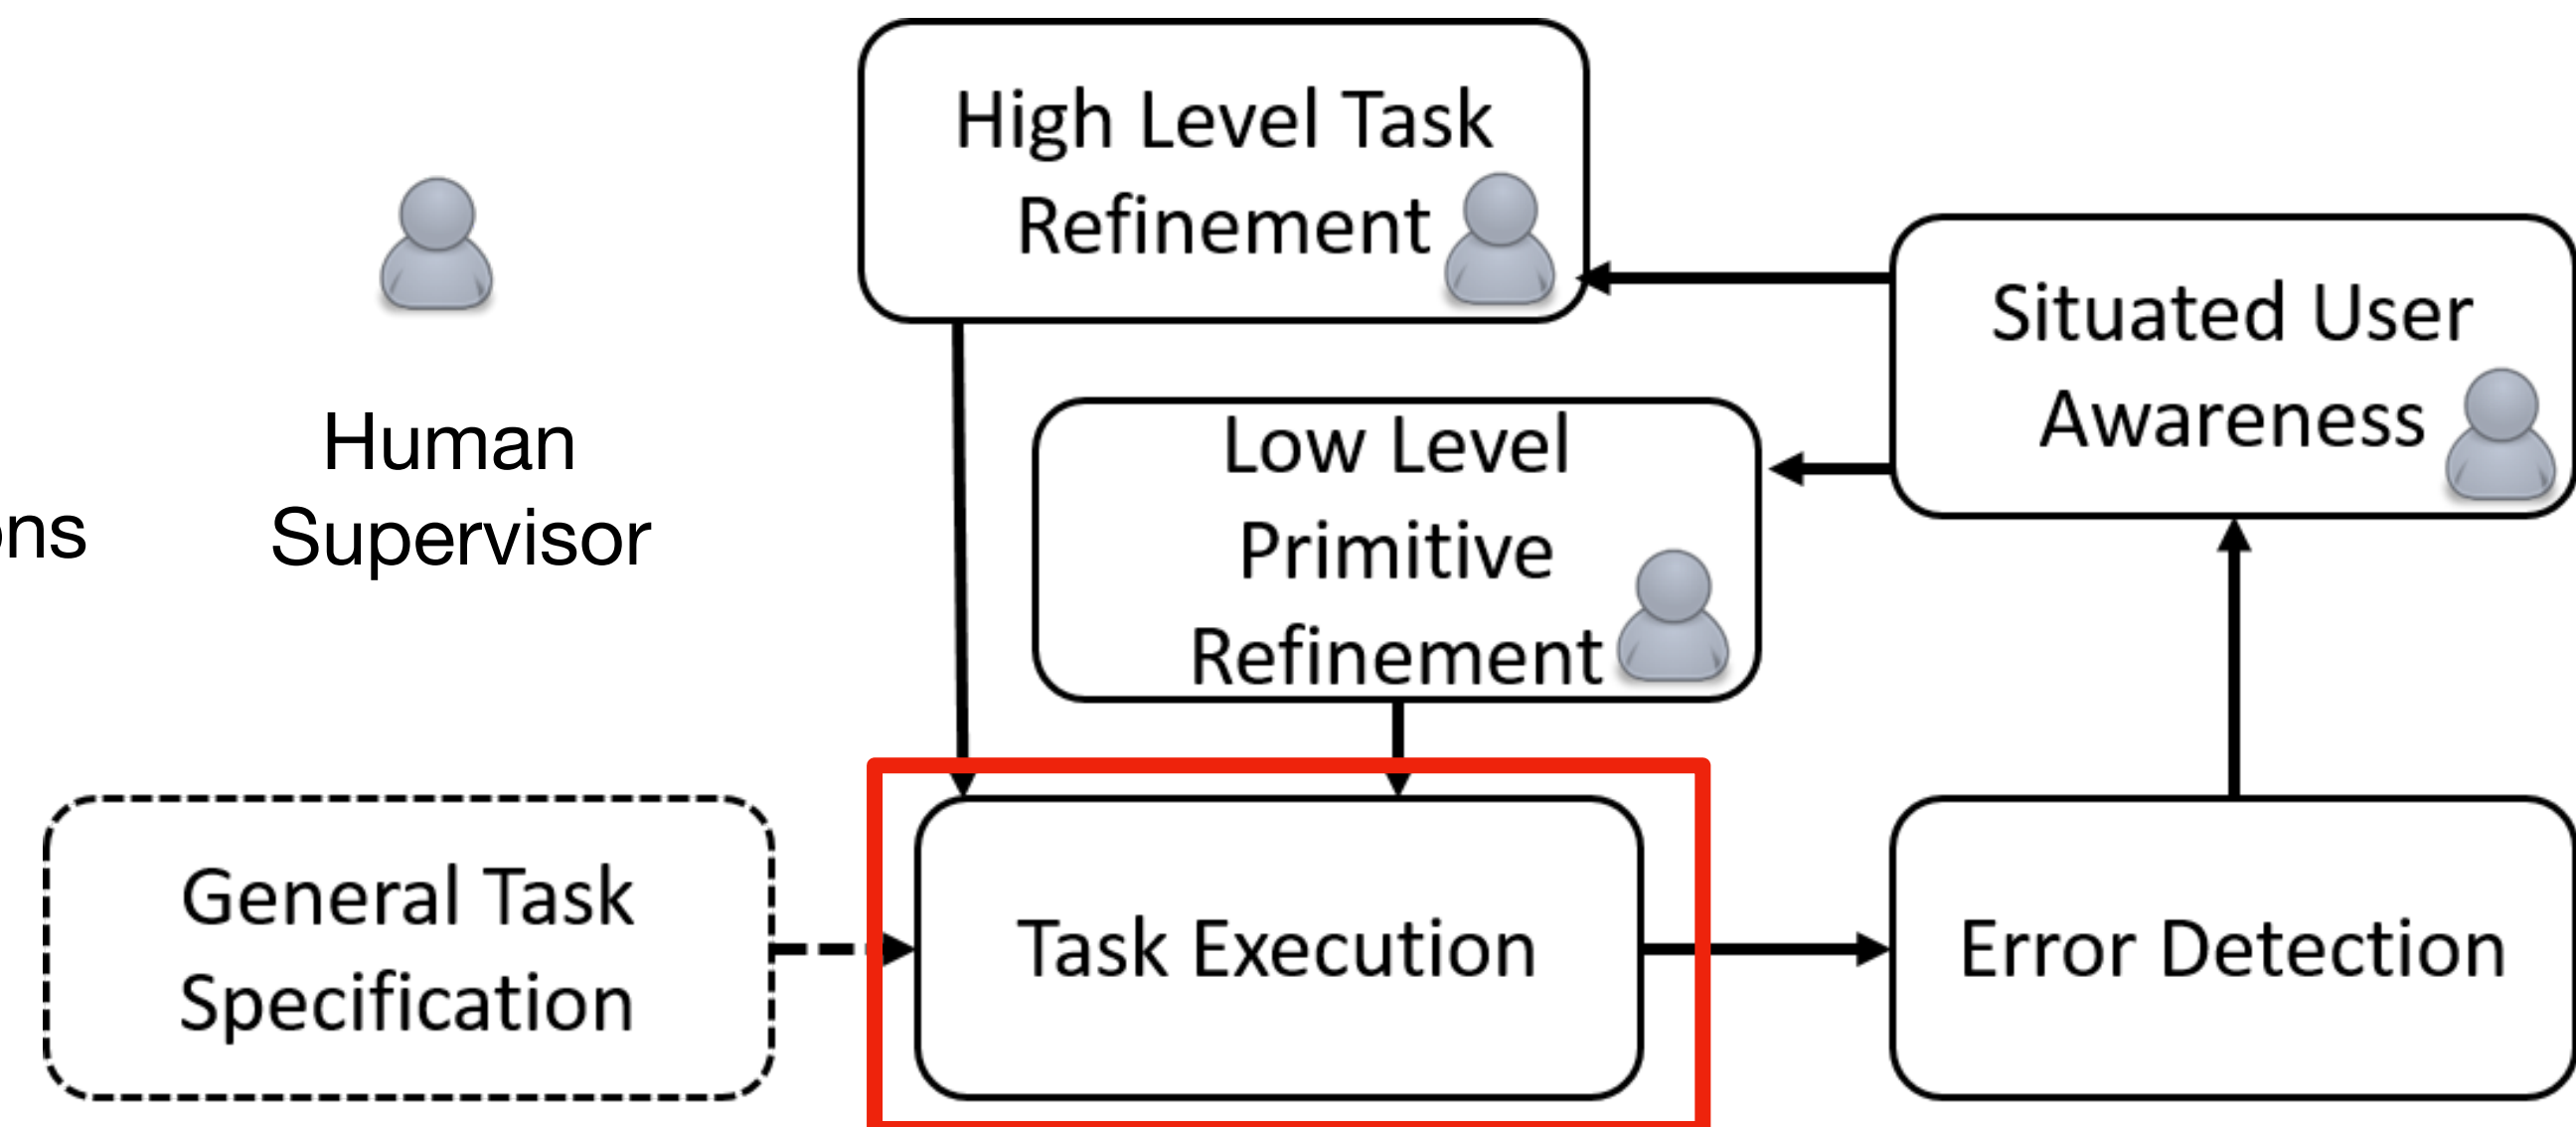 High Level Task
Refinement
Situated User
Awareness
Human
Supervisor
Low Level
Primitive
Refinement
General Task
Specification
Task Execution
Error Detection